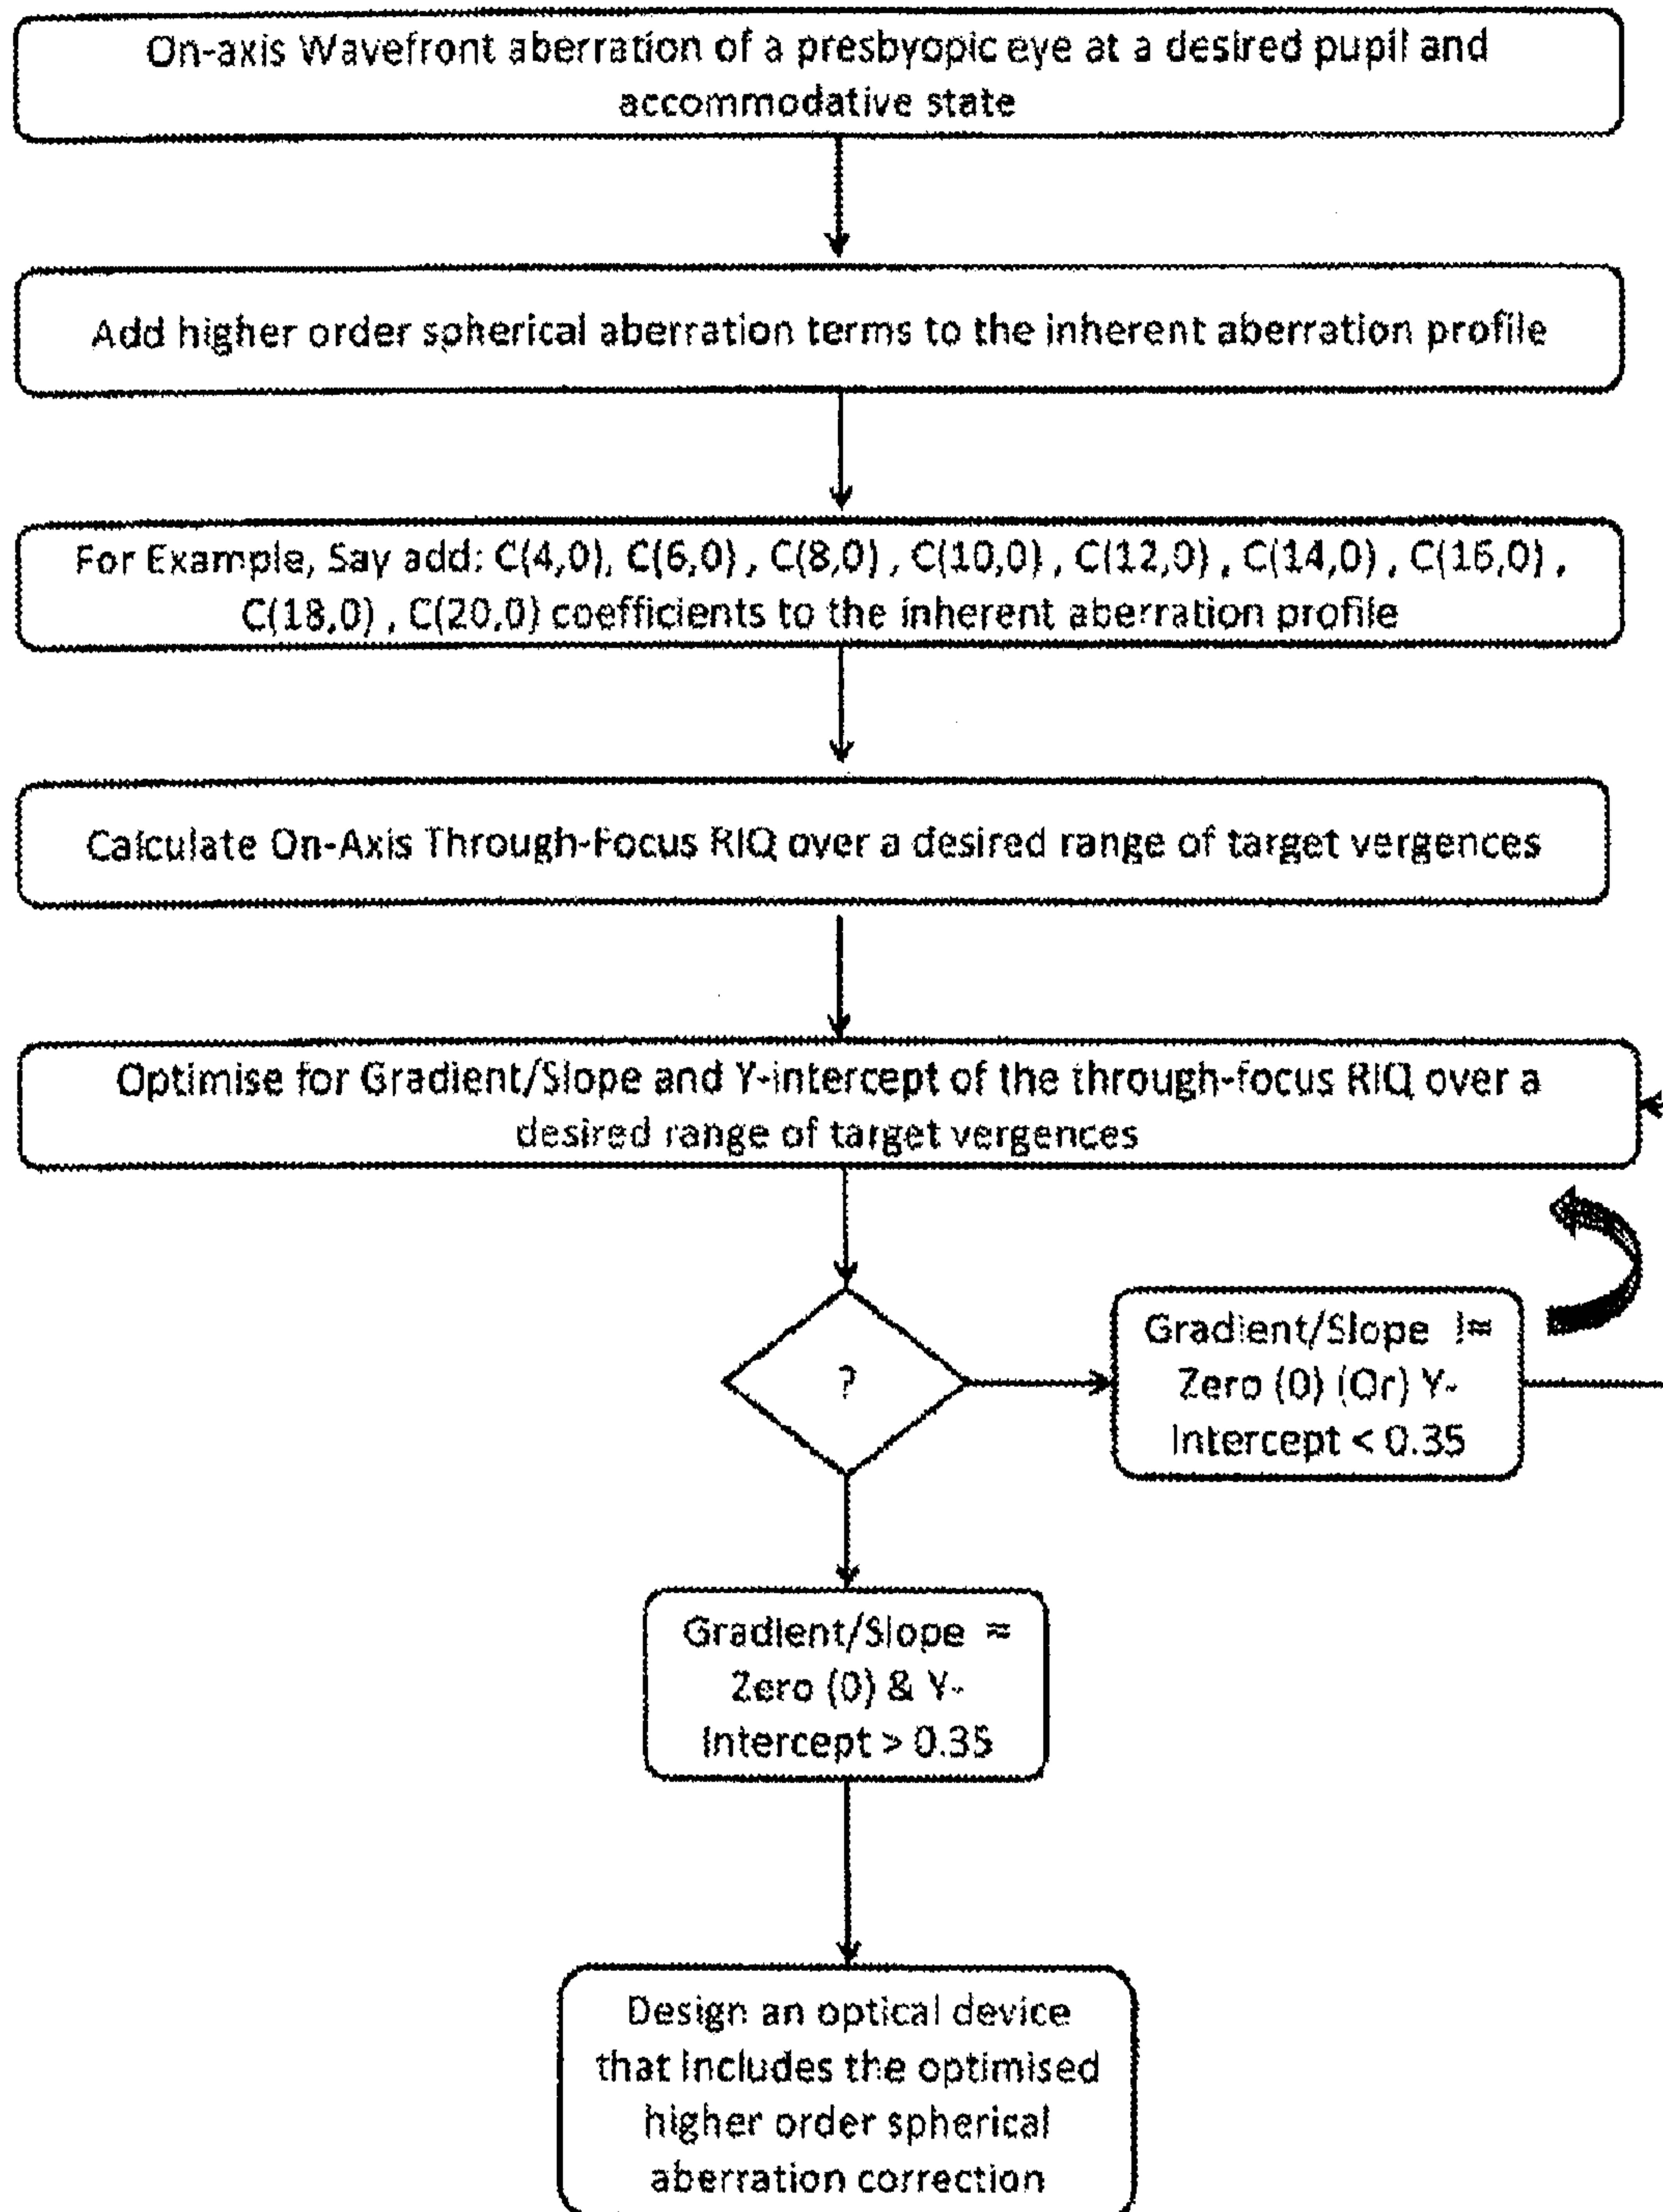 On-axis Wavefront aberration of a presbyopic eye at a desired pupil and
accommodative state
Add higher order spherical aberration terms to the inherent aberration profile
For Example, Say add: C(4,0), C(6,0) , C(8,0) , C(10,0) , C(12,0) , C(14,0) , C(16,0) ,
C(18,0) , C(20,0) coefficients to the inherent aberration profile
Calculate On-Axis Through-Focus RIQ over a desired range of target vergences
Optimise for Gradient/Slope and Y-intercept of the through-focus RIQ over a
desired range of target vergences
?
Gradient/Slope !≈
Zero (0) (Or) Y-
Intercept < 0.35
Gradient/Slope ≈
Zero (0) & Y-
Intercept > 0.35
Design an optical device
that includes the optimised
higher order spherical
aberration correction